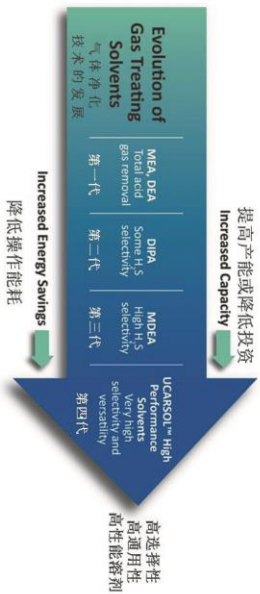 提高产能或降低投资
Increased Capacity
Evolution of
Gas Treating
Solvents
气体净化
技术的发展
MEA, DEA
Total acid
gas removal
第一代
DIPA
Some H₂S
selectivity
第二代
MDEA
High H₂S
selectivity
第三代
UCARSOL™ High
Performance
Solvents
Very high
selectivity and
versatility
第四代
高选择性
高通用性
高性能溶剂
Increased Energy Savings
降低操作能耗